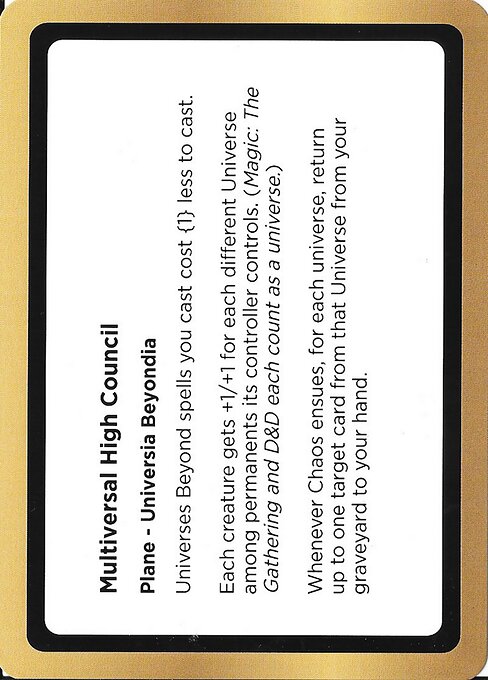 Multiversal High Council
Plane - Universia Beyondia
Universes Beyond spells you cast cost {1} less to cast.
Each creature gets +1/+1 for each different Universe
among permanents its controller controls. (Magic: The
Gathering and D&D each count as a universe.)
Whenever Chaos ensues, for each universe, return
up to one target card from that Universe from your
graveyard to your hand.